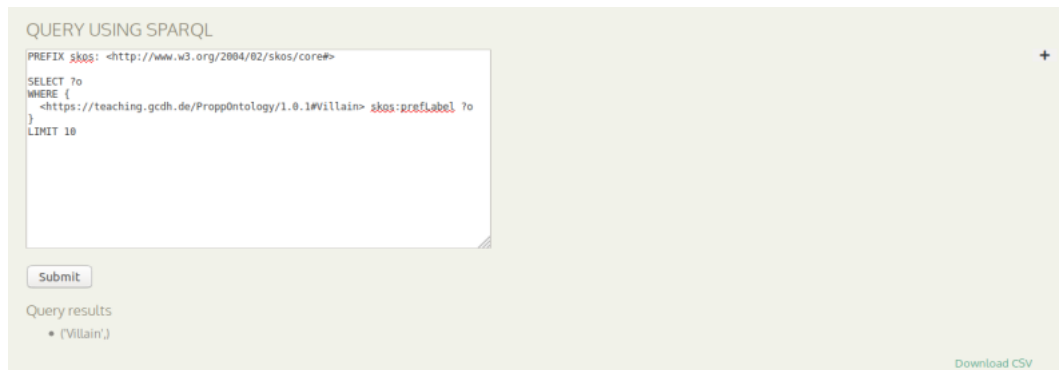 QUERY USING SPARQL
PREFIX skos: <http://www.w3.org/2004/02/skos/core#>
+
SELECT ?o
WHERE {
<https://teaching.gcdh.de/ProppOntology/1.0.1#Villain> skos:prefLabel ?o
}
LIMIT 10
Submit
Query results
• ('Villain',)
Download CSV